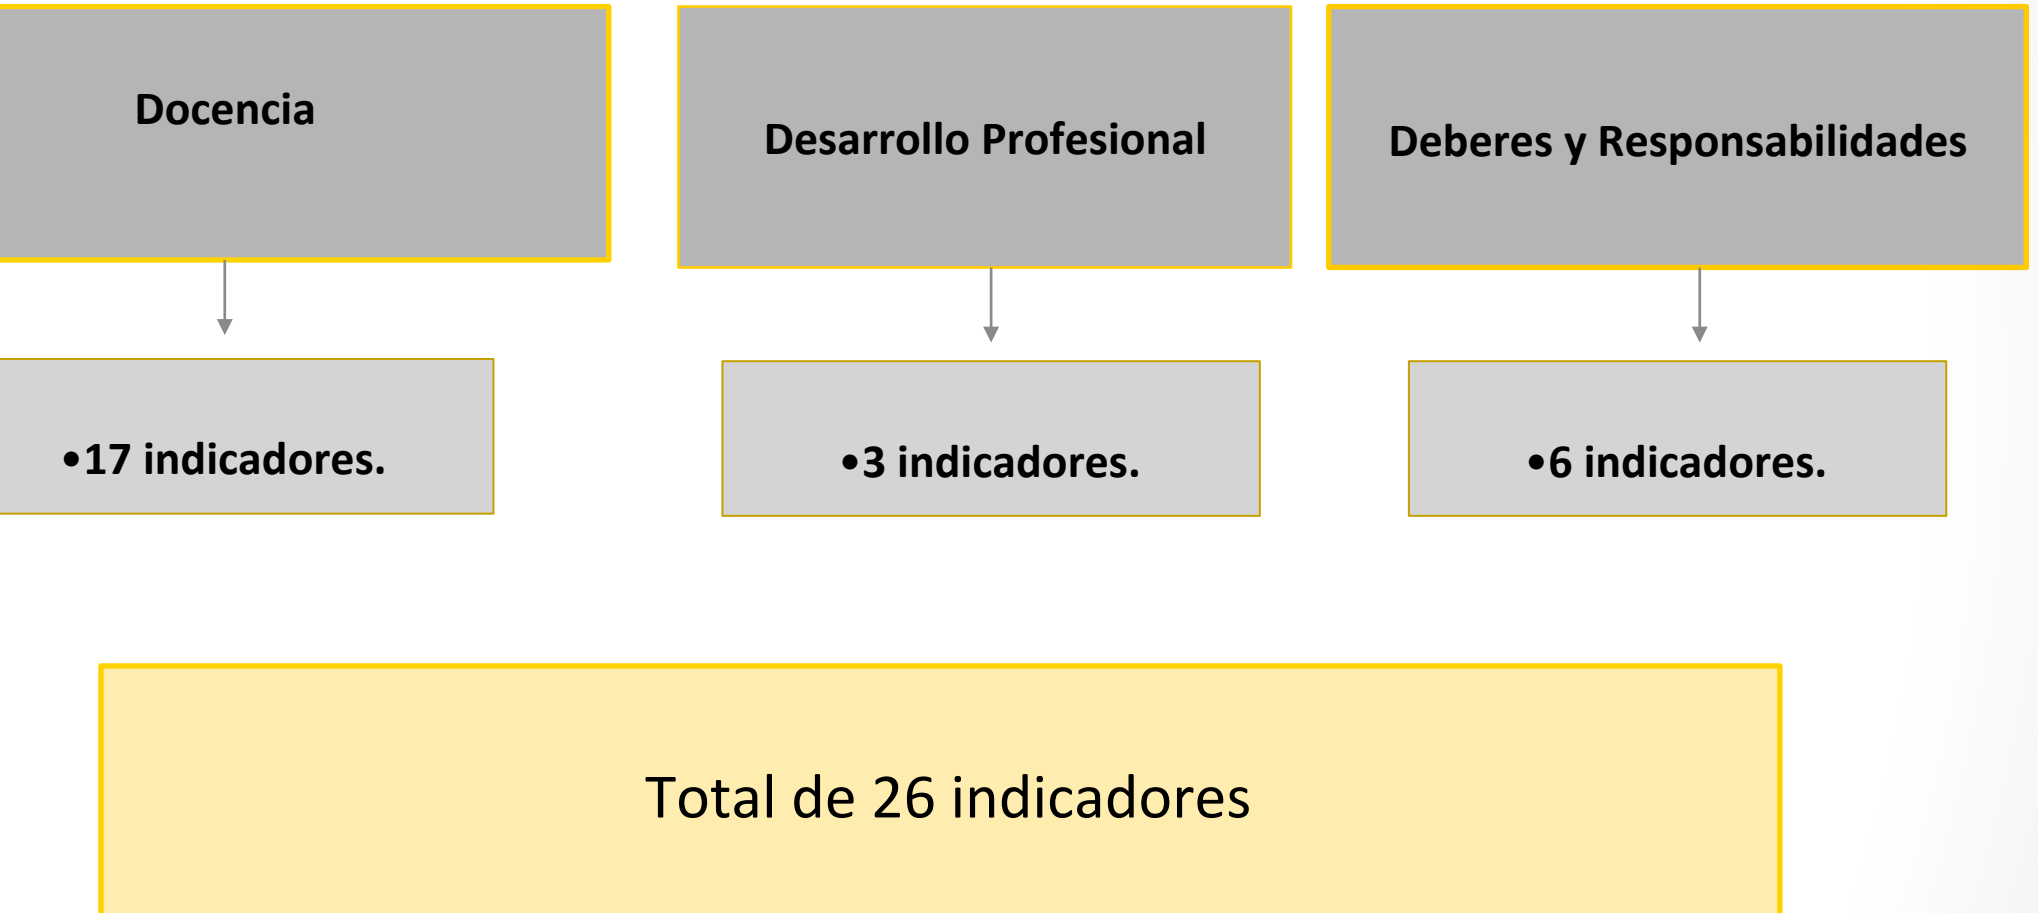 Docencia
Desarrollo Profesional
Deberes y Responsabilidades
•17 indicadores.
•3 indicadores.
•6 indicadores.
Total de 26 indicadores